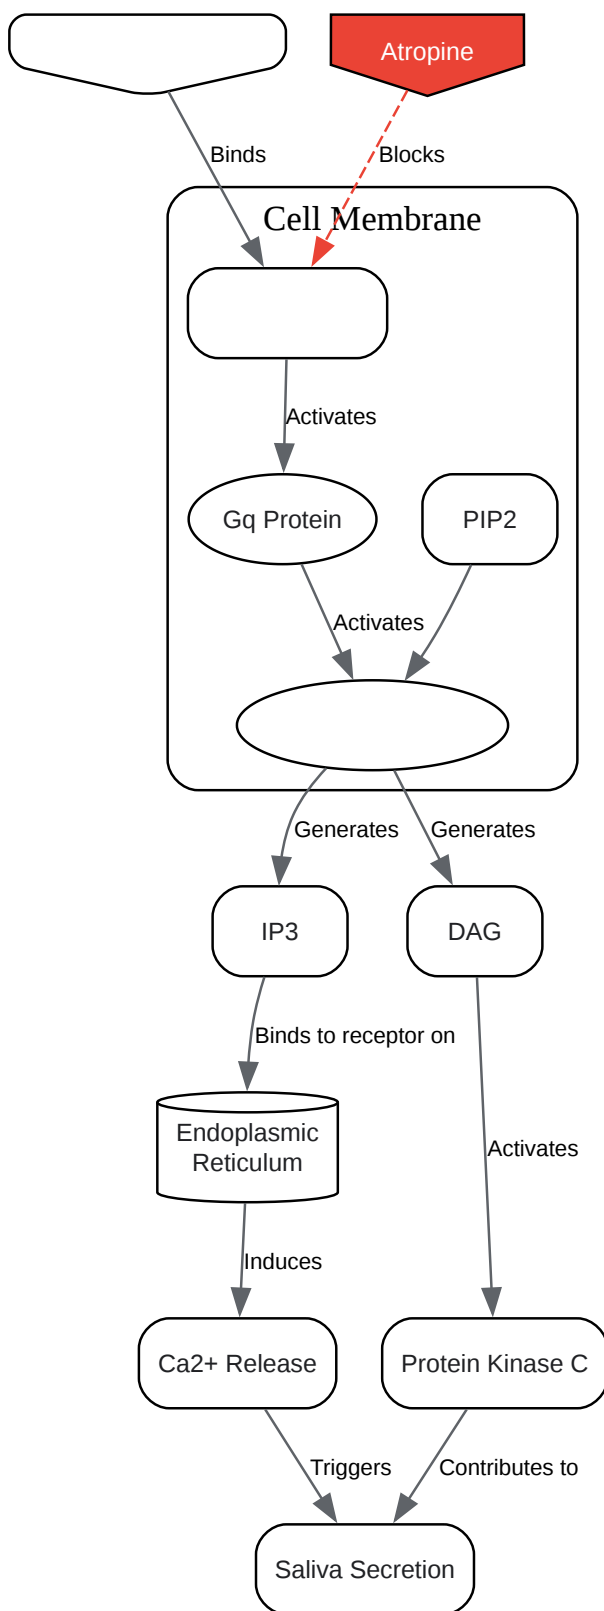 Atropine
Binds
Blocks
Cell Membrane
Activates
Gq Protein
PIP2
Activates
Generates
Generates
IP3
DAG
Binds to receptor on
Endoplasmic
Reticulum
Activates
Induces
Ca2+ Release
Protein Kinase C
Triggers
Contributes to
Saliva Secretion